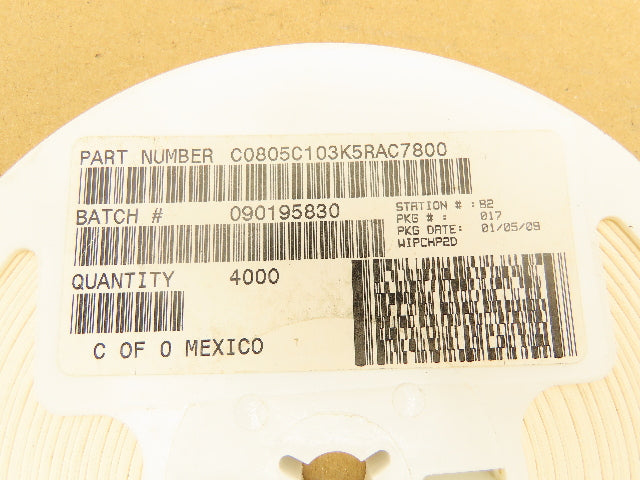 PART NUMBER C0805C103K5RAC7800
BATCH # 090195830
STATION # : 82
PKG # : 017
PKG DATE: 01/05/09
WIPCHP2D
QUANTITY 4000
C OF O MEXICO